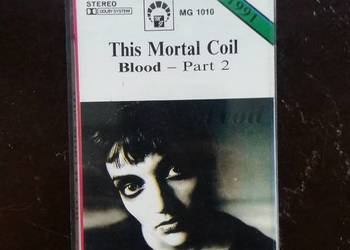 STEREO
DOLBY SYSTEM
MG 1010
1991
This Mortal Coil
Blood – Part 2